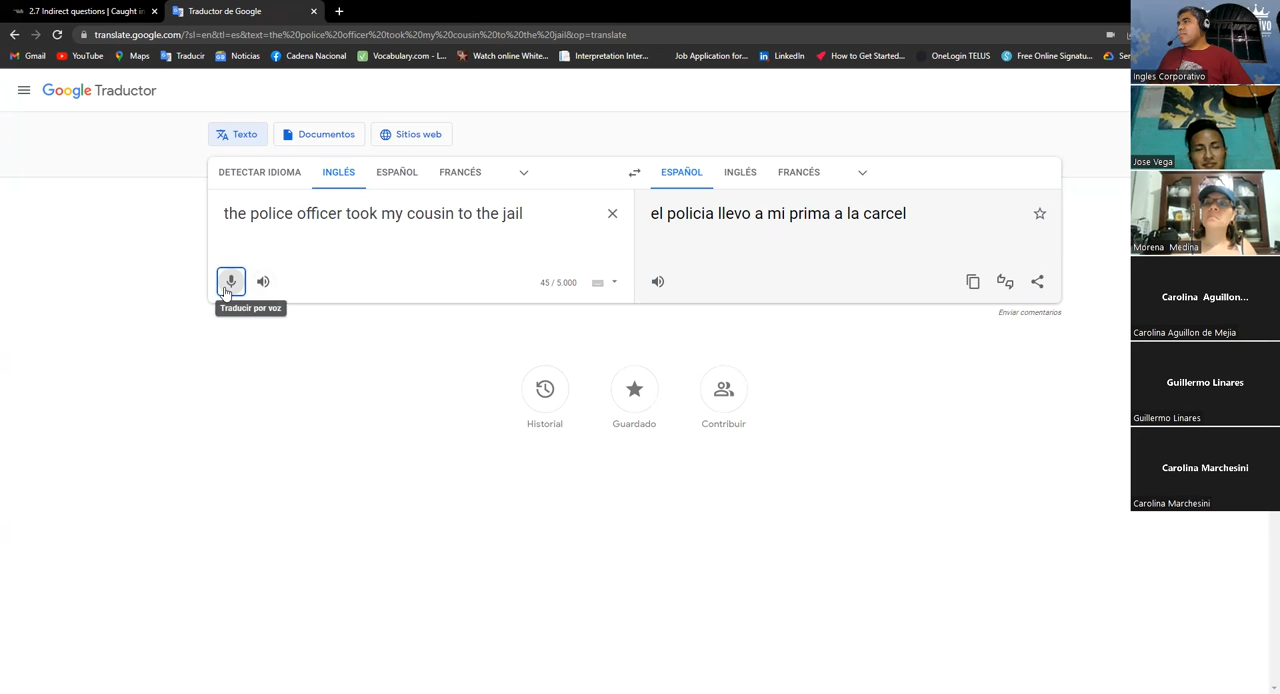 2.7 Indirect questions | Caught in
Traductor de Google
translate.google.com/?sl=en&tl=es&text=the%20police%20officer%20took%20my%20cousin%20to%20the%20jail&op=translate
Gmail
YouTube
Maps
Traducir
Noticias
Cadena Nacional
Vocabulary.com - L...
Watch online White...
Interpretation Inter...
Job Application for...
LinkedIn
How to Get Started...
OneLogin TELUS
Free Online Signatu...
Ser
Google Traductor
Texto
Documentos
Sitios web
DETECTAR IDIOMA
INGLÉS
ESPAÑOL
FRANCÉS
ESPAÑOL
INGLÉS
FRANCÉS
the police officer took my cousin to the jail
el policia llevo a mi prima a la carcel
45 / 5.000
Traducir por voz
Enviar comentarios
Historial
Guardado
Contribuir
Ingles Corporativo
Jose Vega
Morena Medina
Carolina Aguillon...
Carolina Aguillon de Mejia
Guillermo Linares
Guillermo Linares
Carolina Marchesini
Carolina Marchesini